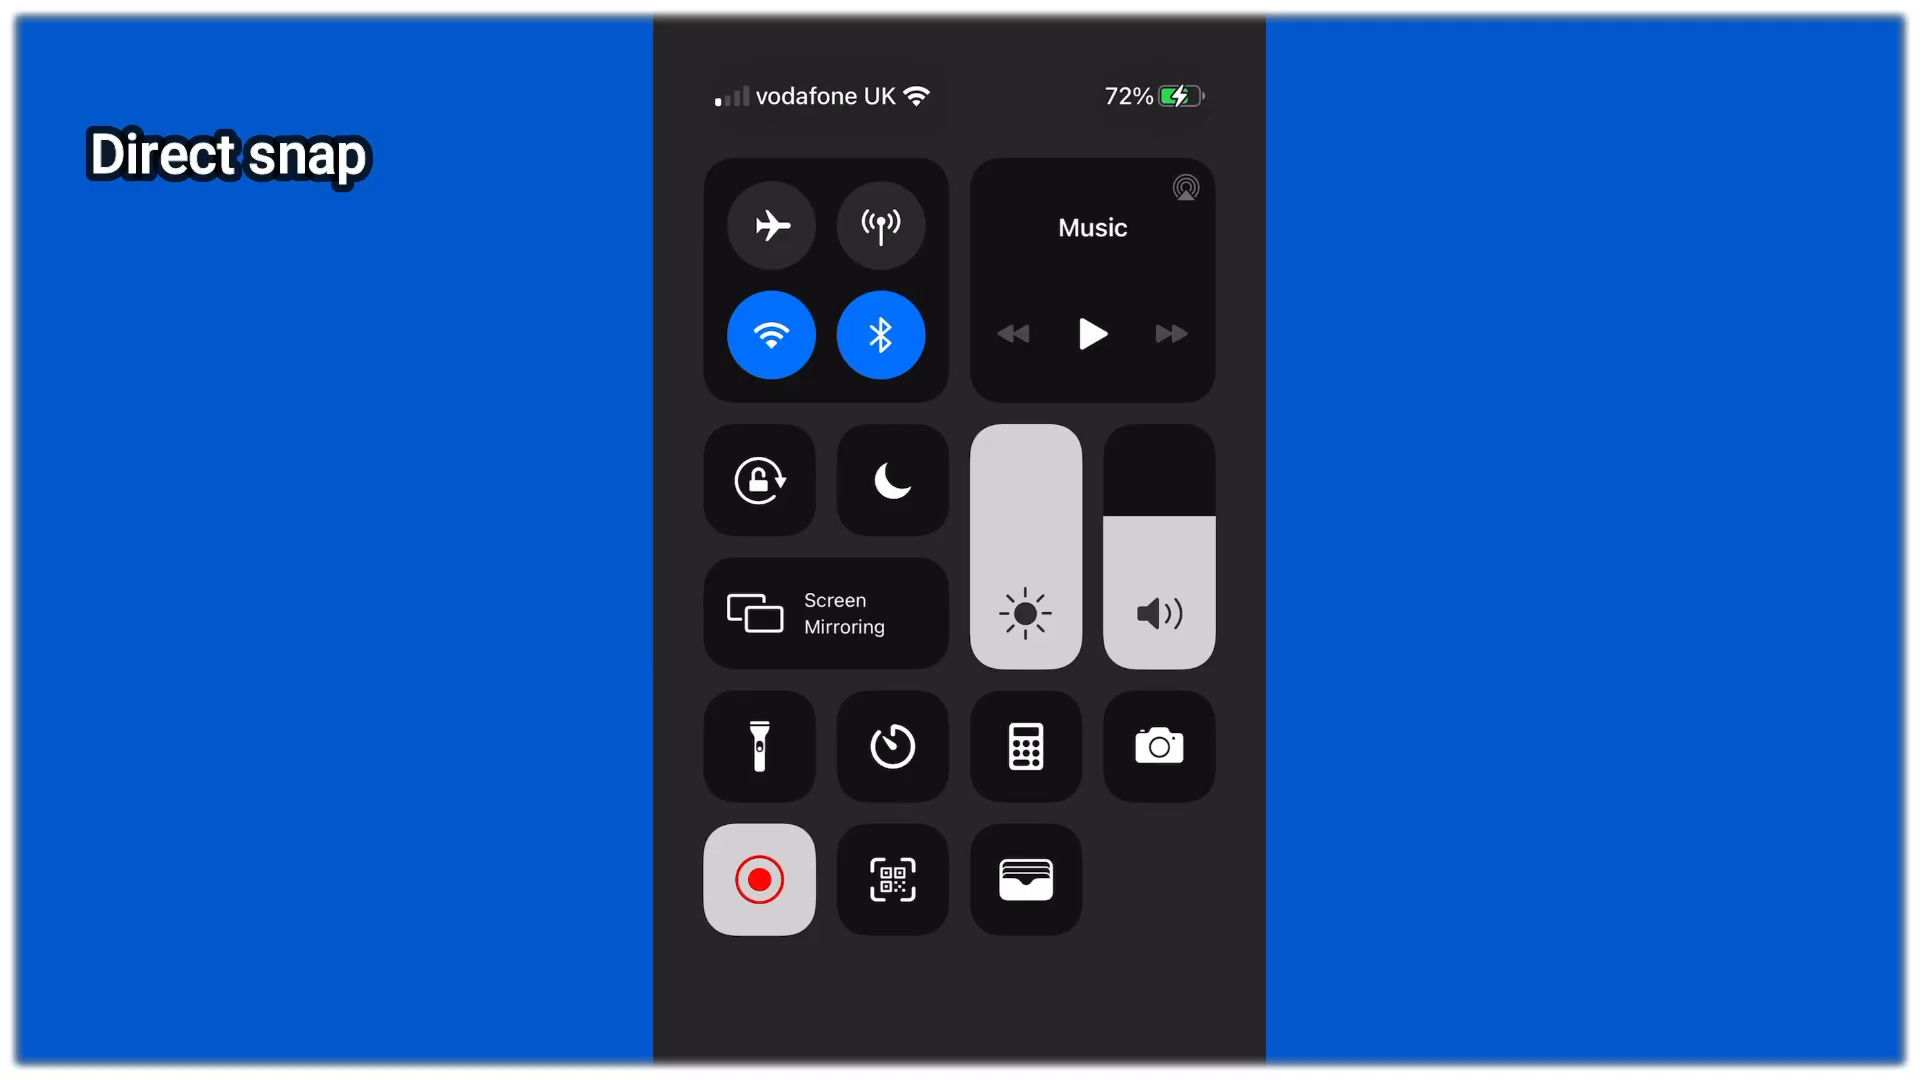 vodafone UK
72%
Direct snap
Music
Screen
Mirroring